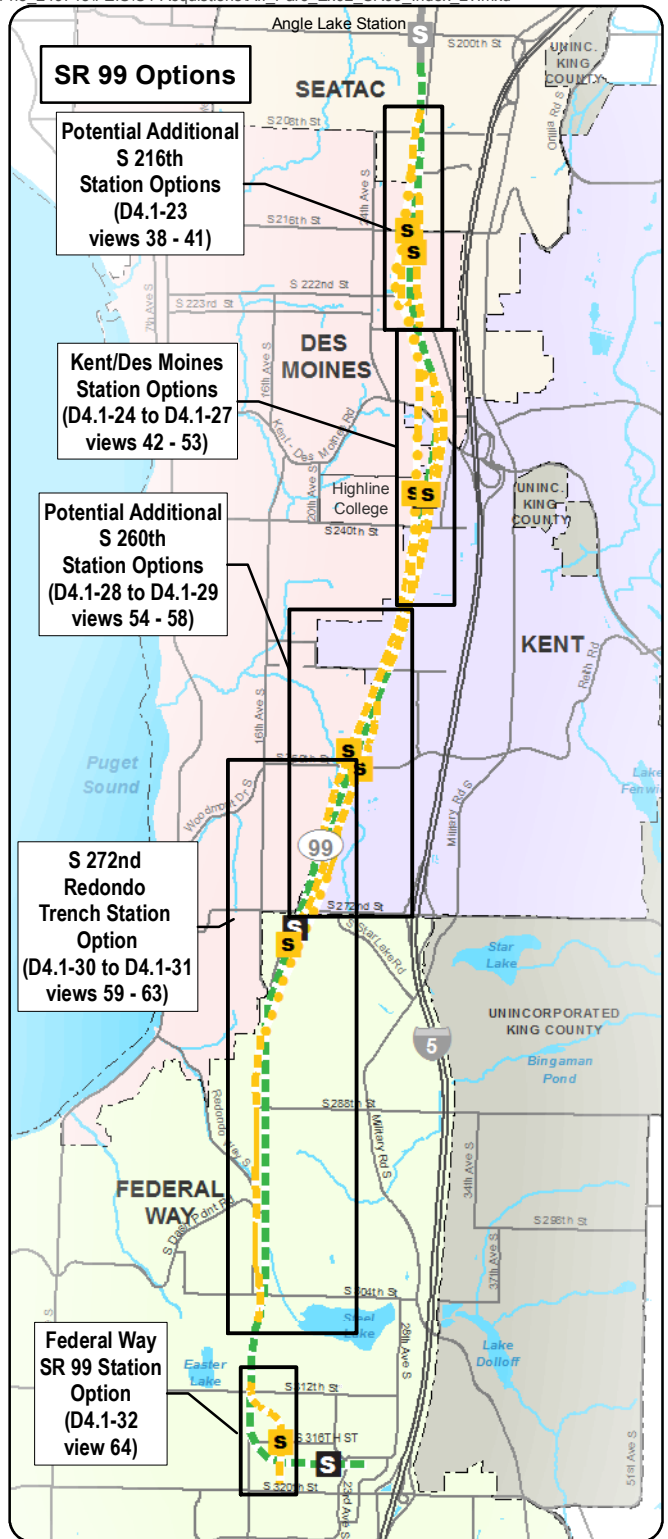 Angle Lake Station
S
S 200th St
UNINC.
KING
COUNTY
SR 99 Options
SEATAC
Potential Additional
S 216th
Station Options
(D4.1-23
views 38 - 41)
S 208th St
24th Ave S
Orillia Rd S
S 216th St
S
S
S 222nd St
S 223rd St
7th Ave S
DES
MOINES
16th Ave S
Kent/Des Moines
Station Options
(D4.1-24 to D4.1-27
views 42 - 53)
Kent - Des Moines Rd
20th Ave S
Highline
College
S S
S 240th St
UNINC.
KING
COUNTY
Potential Additional
S 260th
Station Options
(D4.1-28 to D4.1-29
views 54 - 58)
KENT
Reith Rd
16th Ave S
Puget
Sound
S
S
Woodmont Dr S
Military Rd S
Lake
99
S 272nd
Redondo
Trench Station
Option
(D4.1-30 to D4.1-31
views 59 - 63)
S 272nd St
S
S
S Star Lake Rd
Star
Lake
UNINCORPORATED
KING COUNTY
5
Bingaman
Pond
S 288th St
Redondo Way S
Military Rd S
34th Ave S
FEDERAL
WAY
S Dash Point Rd
S 298th St
37th Ave S
S 304th St
Steel
Lake
28th Ave S
Lake
Dolloff
Federal Way
SR 99 Station
Option
(D4.1-32
view 64)
Easter
Lake
S 312th St
S
S 316TH ST
S
S 320th St
23rd Ave S
51st Ave S